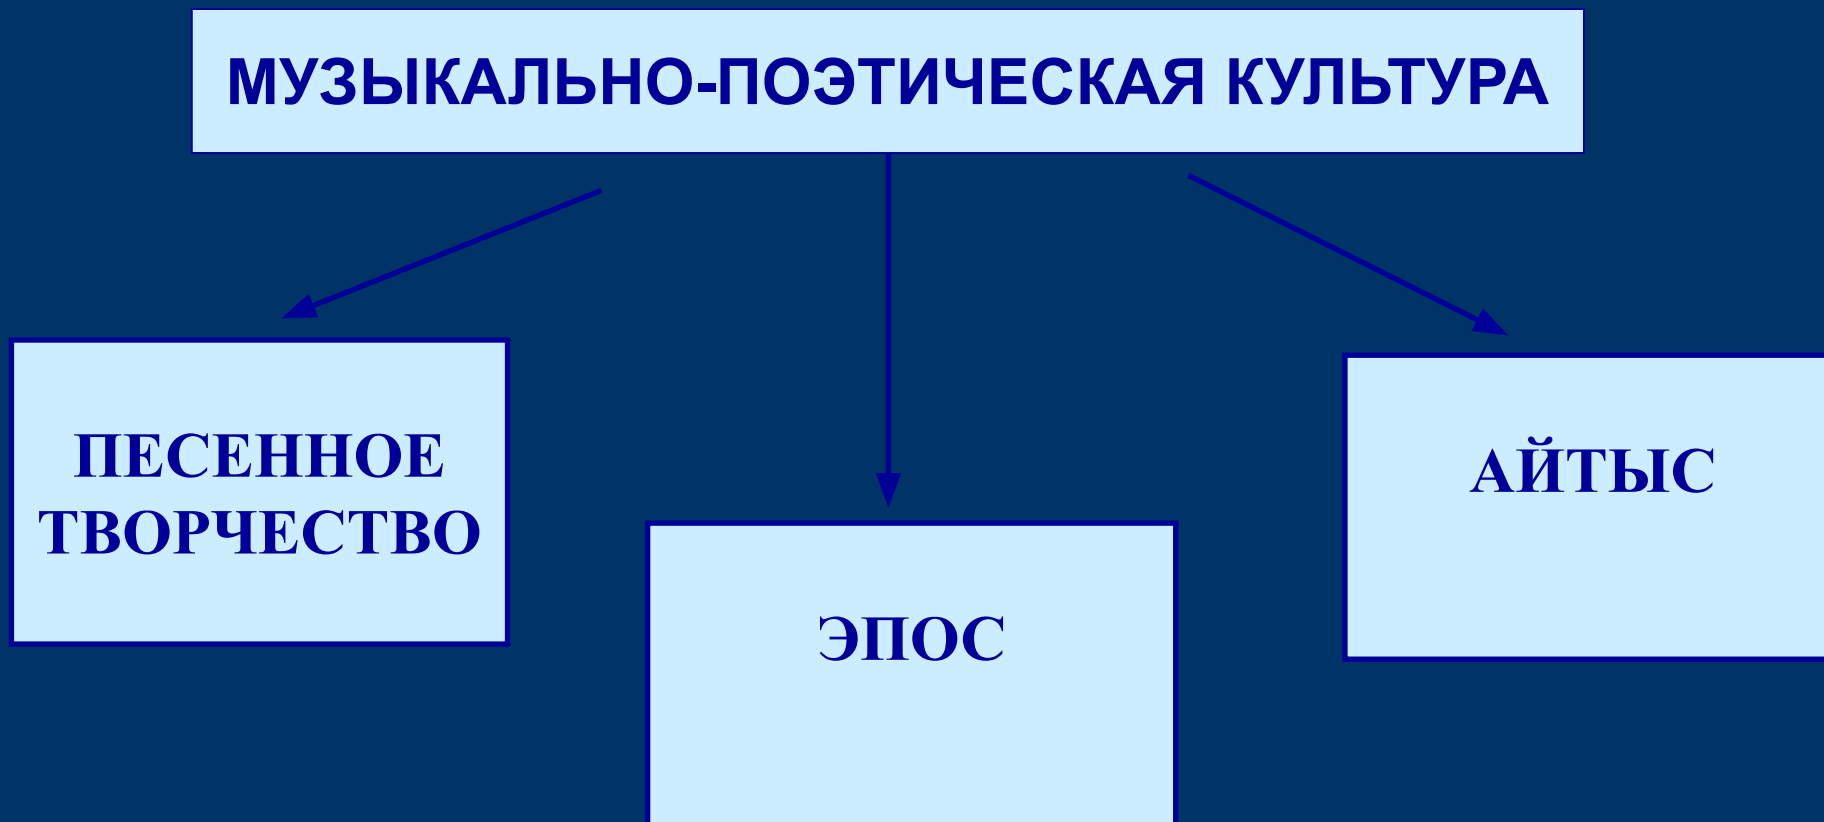 МУЗЫКАЛЬНО-ПОЭТИЧЕСКАЯ КУЛЬТУРА
ПЕСЕННОЕ
ТВОРЧЕСТВО
ЭПОС
АЙТЫС